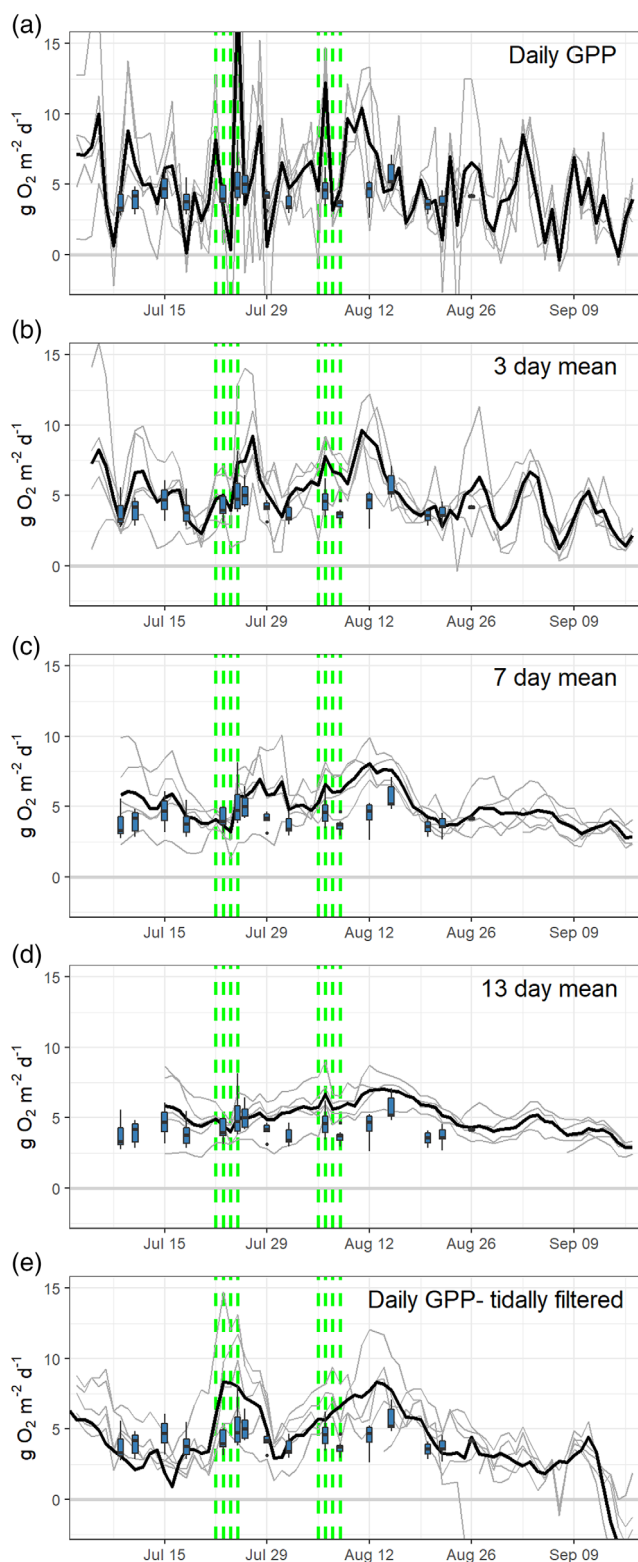 (a)
Daily GPP
g O₂ m⁻² d⁻¹
15
10
5
0
Jul 15 Jul 29 Aug 12 Aug 26 Sep 09
(b)
3 day mean
g O₂ m⁻² d⁻¹
15
10
5
0
Jul 15 Jul 29 Aug 12 Aug 26 Sep 09
(c)
7 day mean
g O₂ m⁻² d⁻¹
15
10
5
0
Jul 15 Jul 29 Aug 12 Aug 26 Sep 09
(d)
13 day mean
g O₂ m⁻² d⁻¹
15
10
5
0
Jul 15 Jul 29 Aug 12 Aug 26 Sep 09
(e)
Daily GPP- tidally filtered
g O₂ m⁻² d⁻¹
15
10
5
0
Jul 15 Jul 29 Aug 12 Aug 26 Sep 09